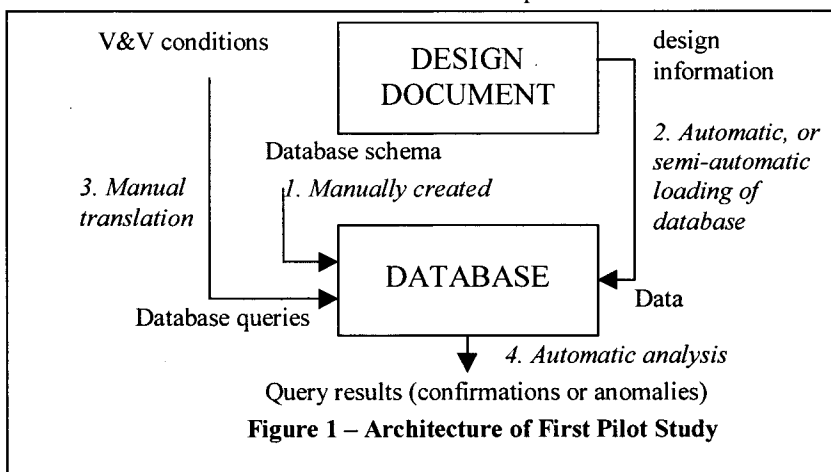 V&V conditions
DESIGN
DOCUMENT
design
information
Database schema
1. Manually created
2. Automatic, or
semi-automatic
loading of
database
3. Manual
translation
DATABASE
Database queries
Data
4. Automatic analysis
Query results (confirmations or anomalies)
Figure 1 – Architecture of First Pilot Study